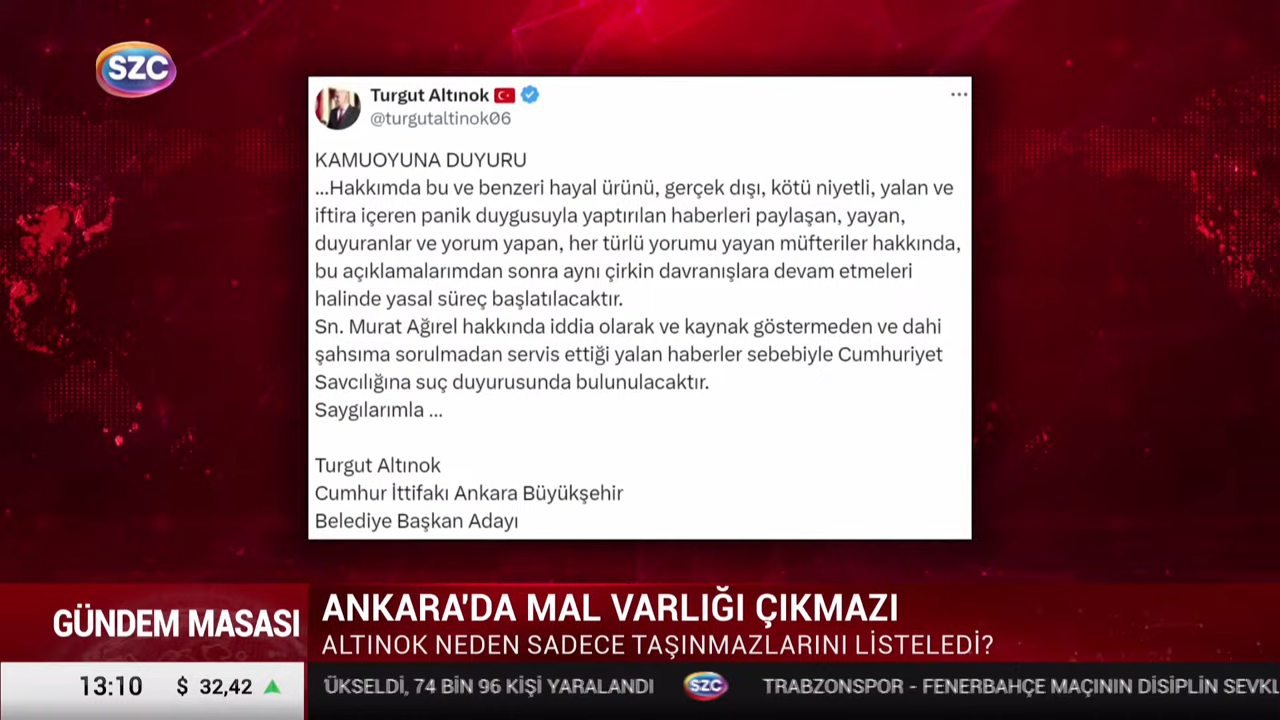 SZC
Turgut Altınok
@turgutaltinok06
KAMUOYUNA DUYURU
...Hakkımda bu ve benzeri hayal ürünü, gerçek dışı, kötü niyetli, yalan ve
iftira içeren panik duygusuyla yaptırılan haberleri paylaşan, yayan,
duyuranlar ve yorum yapan, her türlü yorumu yayan müfteriler hakkında,
bu açıklamalarımdan sonra aynı çirkin davranışlara devam etmeleri
halinde yasal süreç başlatılacaktır.
Sn. Murat Ağırel hakkında iddia olarak ve kaynak göstermeden ve dahi
şahsıma sorulmadan servis ettiği yalan haberler sebebiyle Cumhuriyet
Savcılığına suç duyurusunda bulunulacaktır.
Saygılarımla ...
Turgut Altınok
Cumhur İttifakı Ankara Büyükşehir
Belediye Başkan Adayı
GÜNDEM MASASI
ANKARA'DA MAL VARLIĞI ÇIKMAZI
ALTINOK NEDEN SADECE TAŞINMAZLARINI LİSTELEDİ?
13:10 $ 32,42
ÜKSELDİ, 74 BİN 96 KİŞİ YARALANDI SZC TRABZONSPOR - FENERBAHÇE MAÇININ DİSİPLİN SEVKL